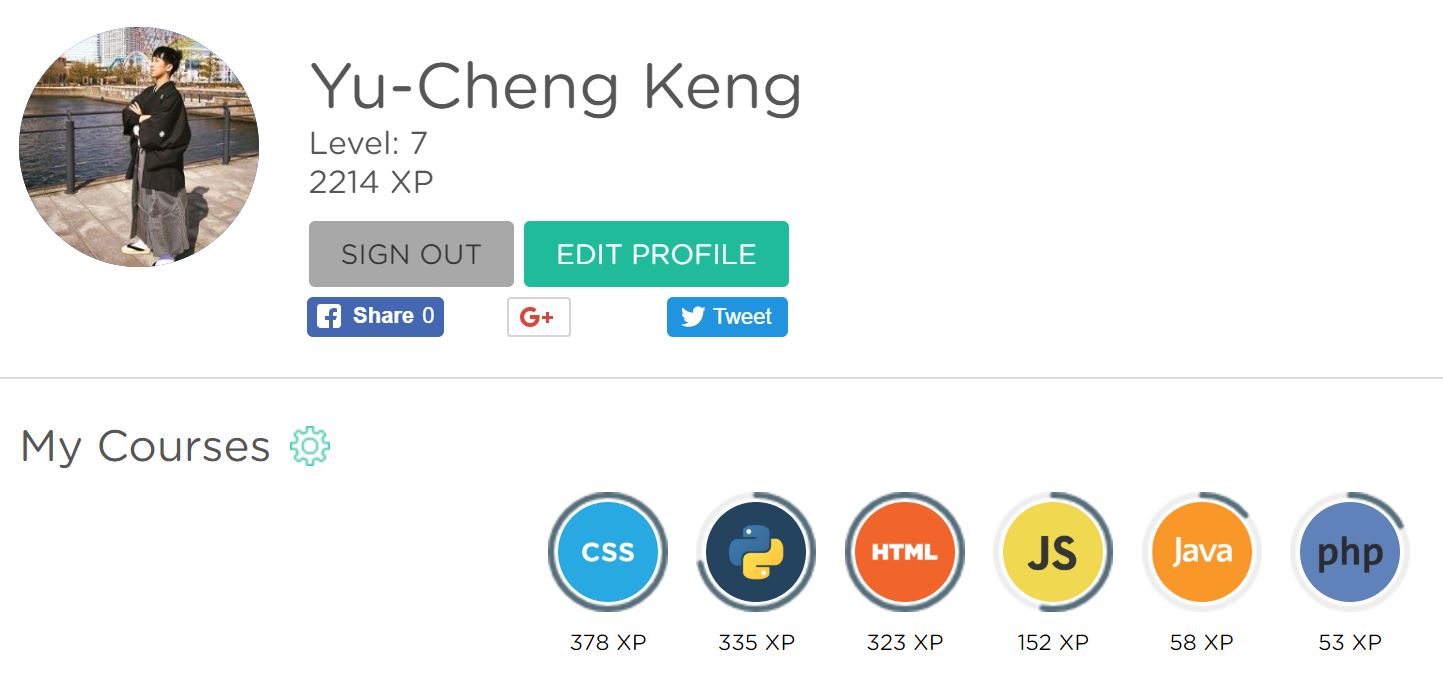 Yu-Cheng Keng
Level: 7
2214 XP
SIGN OUT EDIT PROFILE
Share 0 G+ Tweet
My Courses
CSS HTML JS Java php
378 XP 335 XP 323 XP 152 XP 58 XP 53 XP